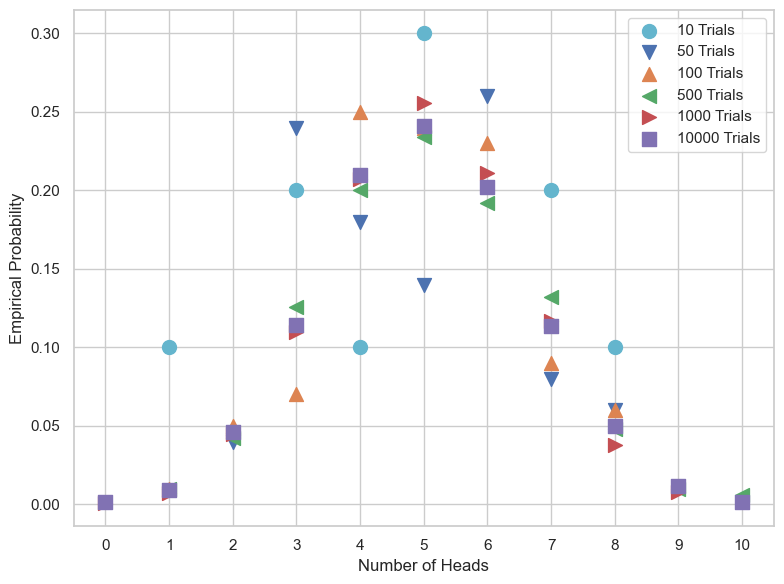 10 Trials
50 Trials
100 Trials
500 Trials
1000 Trials
10000 Trials
0.30
0.25
0.20
0.15
0.10
0.05
0.00
Empirical Probability
0 1 2 3 4 5 6 7 8 9 10
Number of Heads